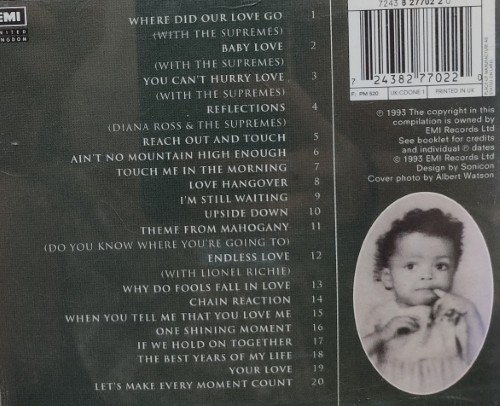 EMI
UNITED
KINGDOM
WHERE DID OUR LOVE GO 1
(WITH THE SUPREMES)
BABY LOVE 2
(WITH THE SUPREMES)
YOU CAN'T HURRY LOVE 3
(WITH THE SUPREMES)
REFLECTIONS 4
(DIANA ROSS & THE SUPREMES)
REACH OUT AND TOUCH 5
AIN'T NO MOUNTAIN HIGH ENOUGH 6
TOUCH ME IN THE MORNING 7
LOVE HANGOVER 8
I'M STILL WAITING 9
UPSIDE DOWN 10
THEME FROM MAHOGANY 11
(DO YOU KNOW WHERE YOU'RE GOING TO)
ENDLESS LOVE 12
(WITH LIONEL RICHIE)
WHY DO FOOLS FALL IN LOVE 13
CHAIN REACTION 14
WHEN YOU TELL ME THAT YOU LOVE ME 15
ONE SHINING MOMENT 16
IF WE HOLD ON TOGETHER 17
THE BEST YEARS OF MY LIFE 18
YOUR LOVE 19
LET'S MAKE EVERY MOMENT COUNT 20
7243 8 27702 2 0
7 24382 77022 0
UK:CDONE 1
PRINTED IN UK
© 1993 The copyright in this
compilation is owned by
EMI Records Ltd
See booklet for credits
and individual ℗ dates
© 1993 EMI Records Ltd
Design by Sonicon
Cover photo by Albert Watson